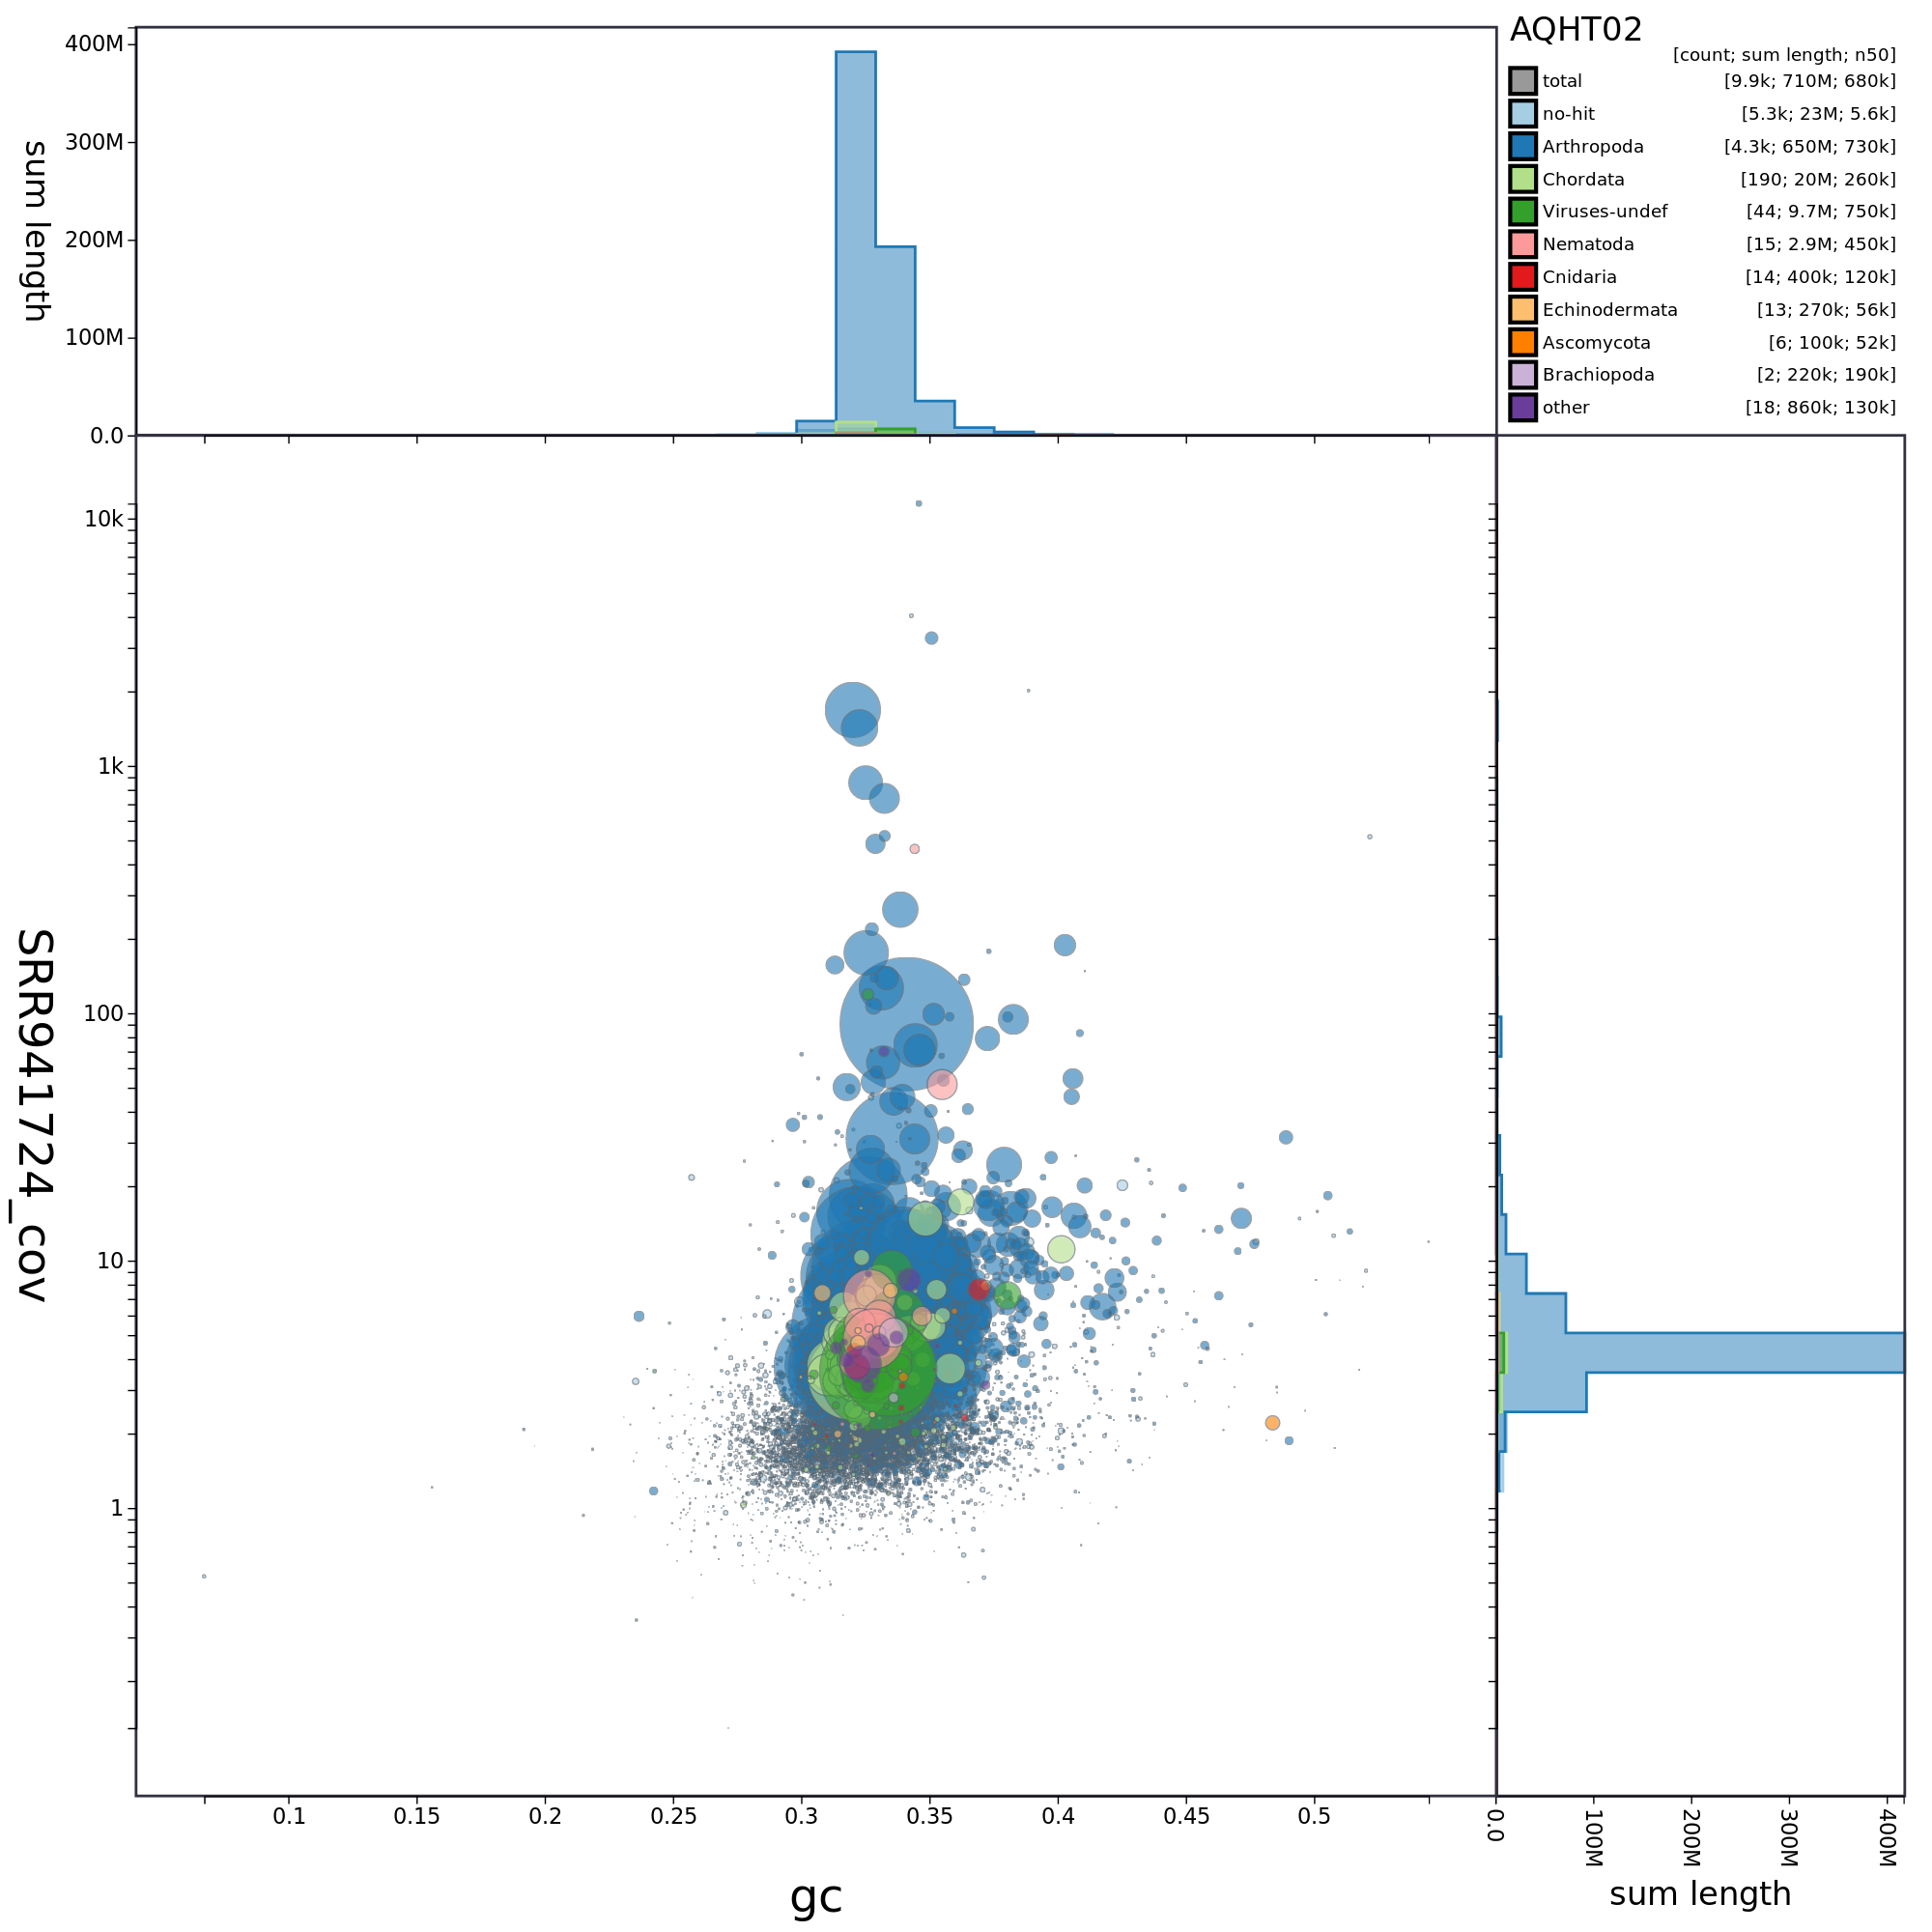 AQHT02
[count; sum length; n50]
total [9.9k; 710M; 680k]
no-hit [5.3k; 23M; 5.6k]
Arthropoda [4.3k; 650M; 730k]
Chordata [190; 20M; 260k]
Viruses-undef [44; 9.7M; 750k]
Nematoda [15; 2.9M; 450k]
Cnidaria [14; 400k; 120k]
Echinodermata [13; 270k; 56k]
Ascomycota [6; 100k; 52k]
Brachiopoda [2; 220k; 190k]
other [18; 860k; 130k]
sum length
400M
300M
200M
100M
0.0
SRR941724_cov
10k
1k
100
10
1
0.1 0.15 0.2 0.25 0.3 0.35 0.4 0.45 0.5
gc
0.0 100M 200M 300M 400M
sum length